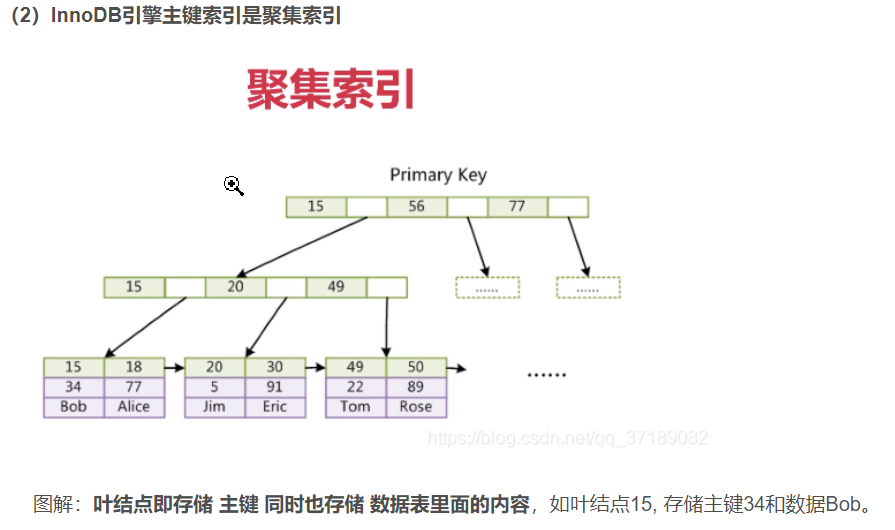 （2）InnoDB引擎主键索引是聚集索引
聚集索引
Primary Key
15 56 77
15 20 49 ...... ......
15 18 20 30 49 50
34 77 5 91 22 89 ......
Bob Alice Jim Eric Tom Rose
https://blog.csdn.net/qq_37189082
图解：叶结点即存储 主键 同时也存储 数据表里面的内容，如叶结点15, 存储主键34和数据Bob。